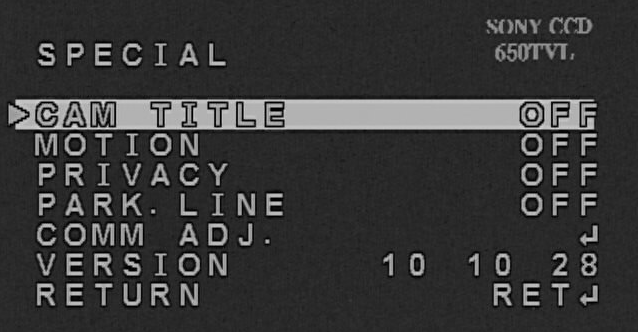 SONY CCD
650TVL
SPECIAL
CAM TITLE OFF
MOTION OFF
PRIVACY OFF
PARK. LINE OFF
COMM ADJ. ↲
VERSION 10 10 28
RETURN RET↲